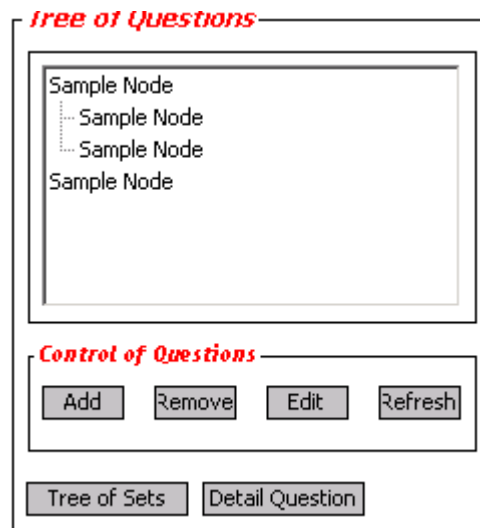 Tree of Questions
Sample Node
Sample Node
Sample Node
Sample Node
Control of Questions
Add Remove Edit Refresh
Tree of Sets Detail Question